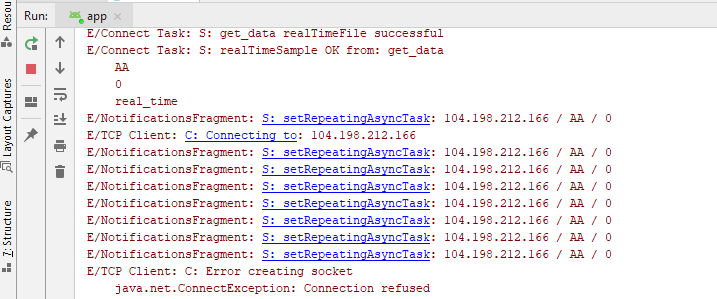 Run: app
E/Connect Task: S: get_data realTimeFile successful
E/Connect Task: S: realTimeSample OK from: get_data
AA
0
real_time
E/NotificationsFragment: S: setRepeatingAsyncTask: 104.198.212.166 / AA / 0
E/TCP Client: C: Connecting to: 104.198.212.166
E/NotificationsFragment: S: setRepeatingAsyncTask: 104.198.212.166 / AA / 0
E/NotificationsFragment: S: setRepeatingAsyncTask: 104.198.212.166 / AA / 0
E/NotificationsFragment: S: setRepeatingAsyncTask: 104.198.212.166 / AA / 0
E/NotificationsFragment: S: setRepeatingAsyncTask: 104.198.212.166 / AA / 0
E/NotificationsFragment: S: setRepeatingAsyncTask: 104.198.212.166 / AA / 0
E/NotificationsFragment: S: setRepeatingAsyncTask: 104.198.212.166 / AA / 0
E/NotificationsFragment: S: setRepeatingAsyncTask: 104.198.212.166 / AA / 0
E/TCP Client: C: Error creating socket
java.net.ConnectException: Connection refused
Resou
Layout Captures
7: Structure